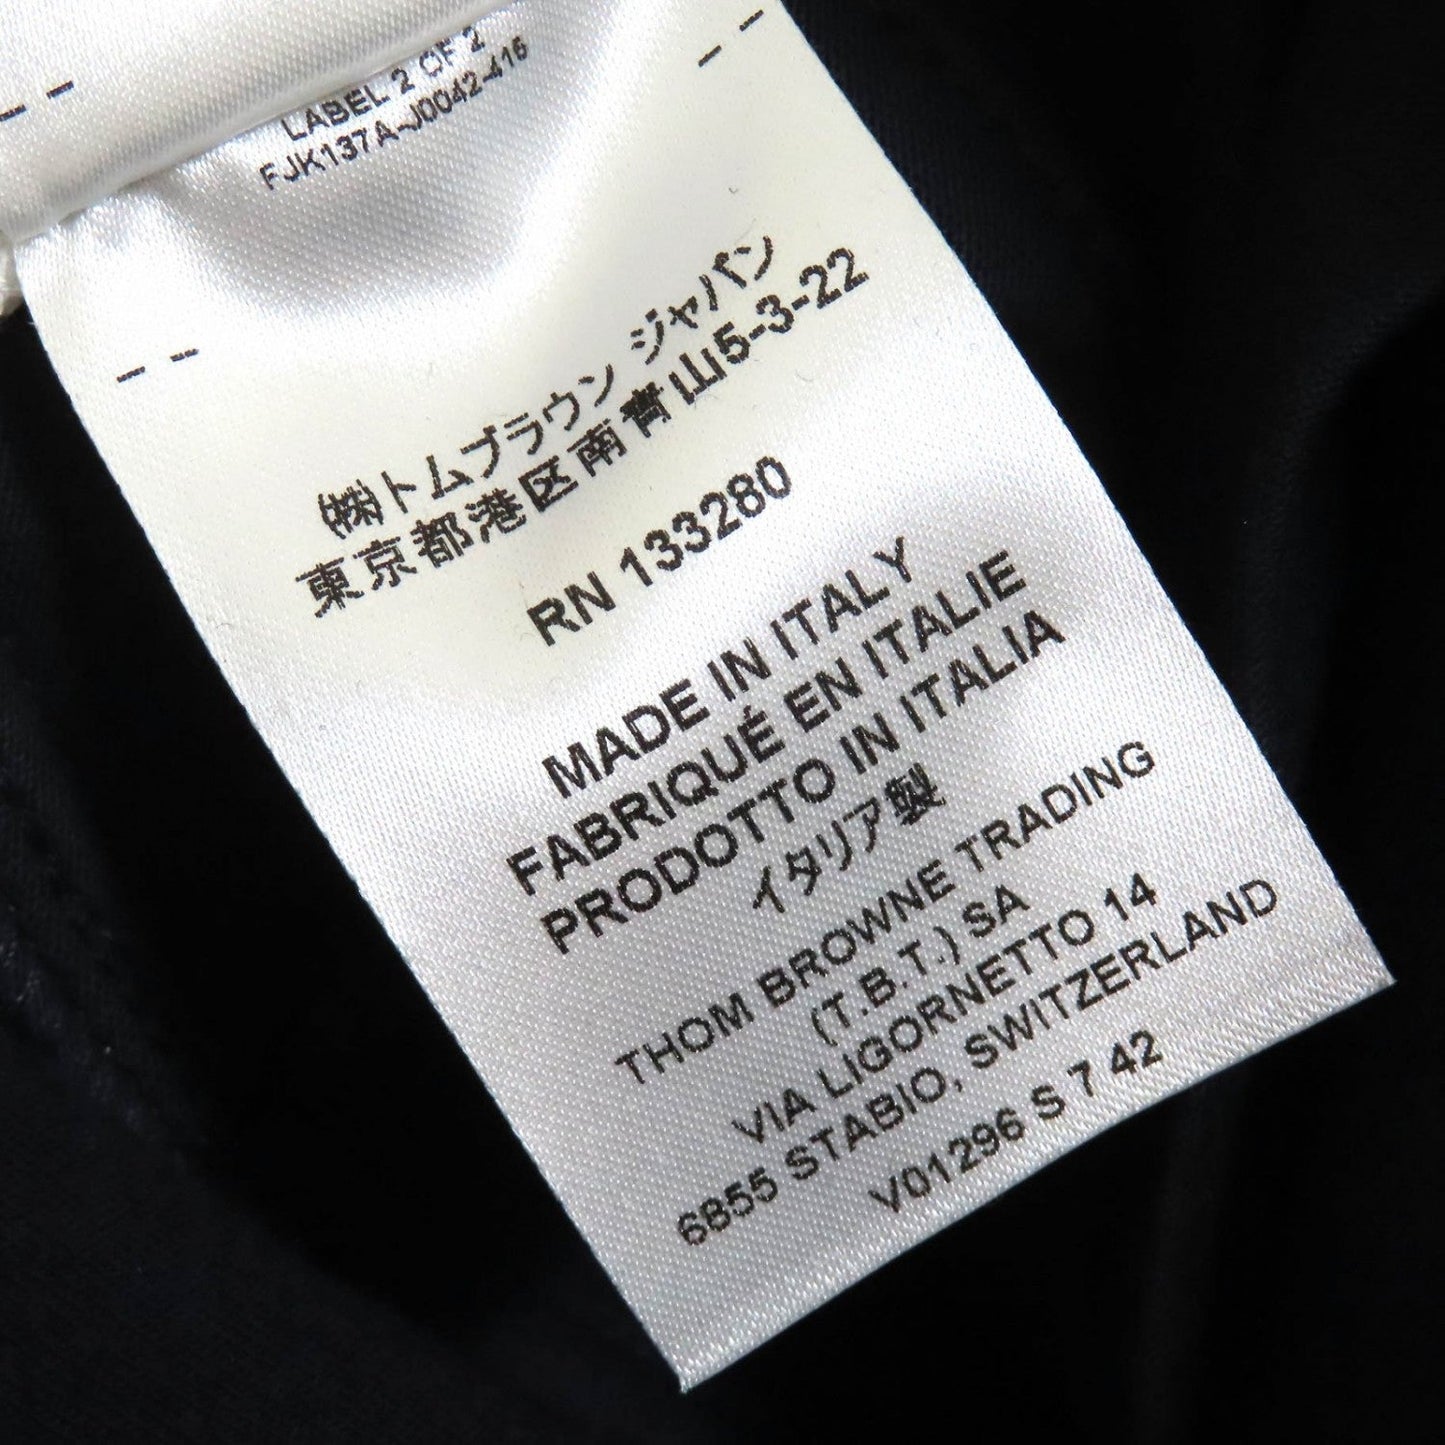 LABEL 2 OF 2
FJK137A-J0042-416
㈱トムブラウン ジャパン
東京都港区南青山5-3-22
RN 133280
MADE IN ITALY
FABRIQUÉ EN ITALIE
PRODOTTO IN ITALIA
イタリア製
THOM BROWNE TRADING
(T.B.T.) SA
VIA LIGORNETTO 14
6855 STABIO, SWITZERLAND
V01296 S 7 42